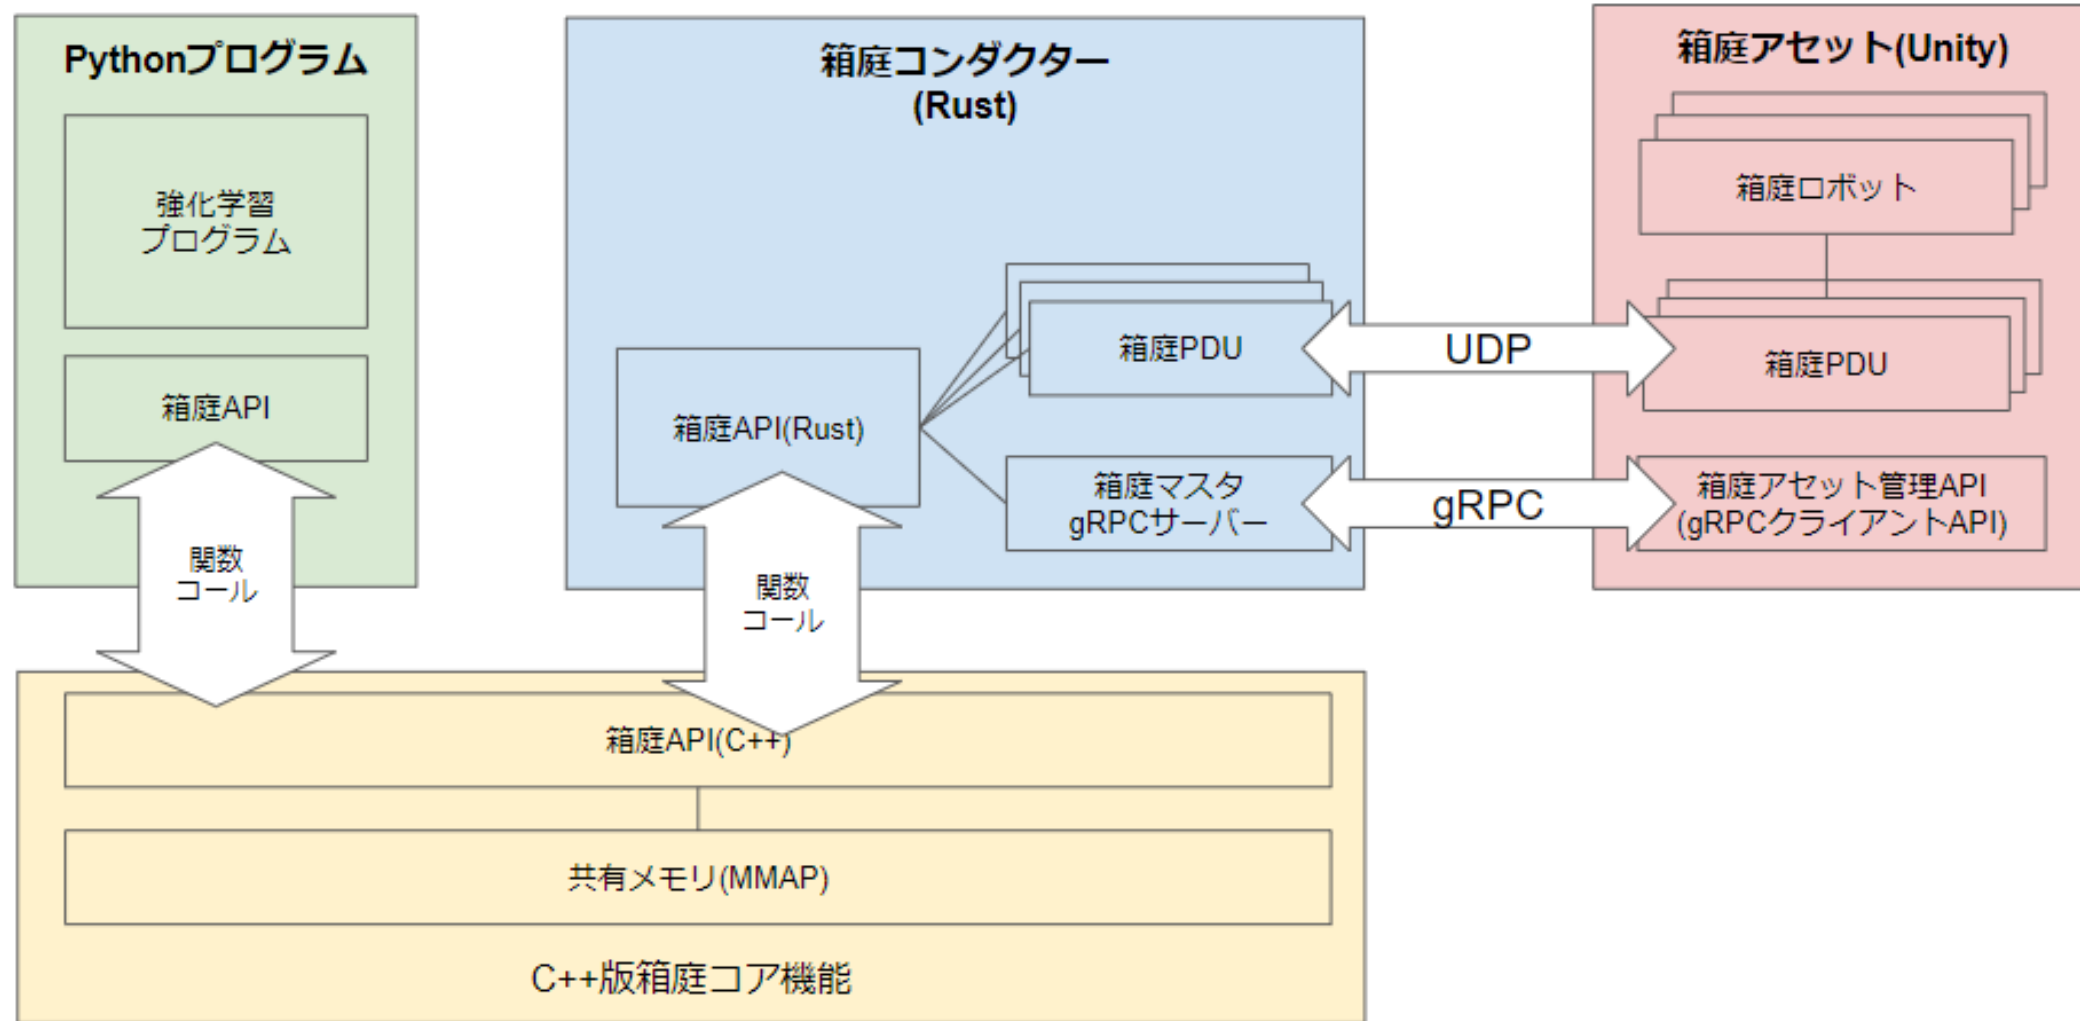 Pythonプログラム
強化学習
プログラム
箱庭API
関数
コール
箱庭コンダクター
(Rust)
箱庭API(Rust)
箱庭PDU
箱庭マスタ
gRPCサーバー
関数
コール
UDP
gRPC
箱庭アセット(Unity)
箱庭ロボット
箱庭PDU
箱庭アセット管理API
(gRPCクライアントAPI)
箱庭API(C++)
共有メモリ(MMAP)
C++版箱庭コア機能